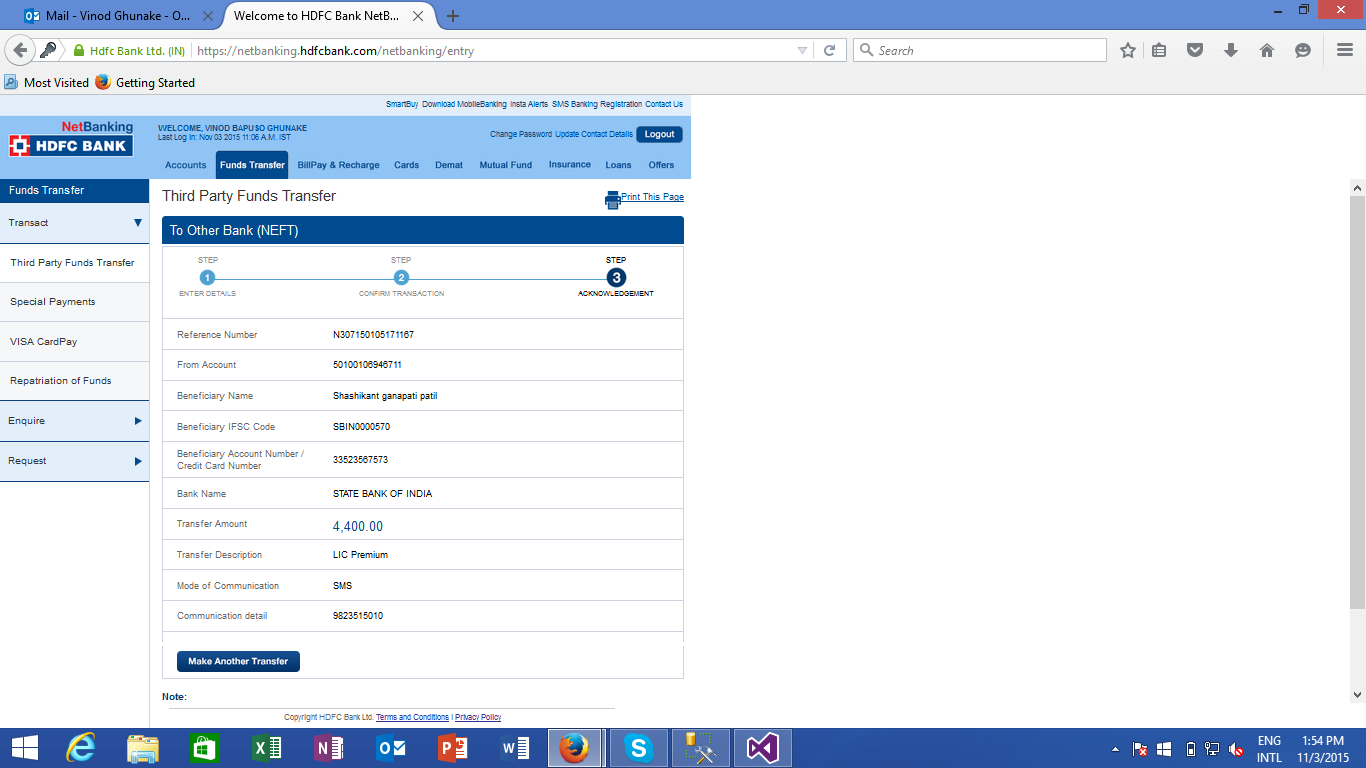 Mail - Vinod Ghunake - O...
Welcome to HDFC Bank NetB...
Hdfc Bank Ltd. (IN)
https://netbanking.hdfcbank.com/netbanking/entry
Search
Most Visited
Getting Started
SmartBuy Download MobileBanking Insta Alerts SMS Banking Registration Contact Us
NetBanking
HDFC BANK
WELCOME, VINOD BAPUSO GHUNAKE
Last Log In: Nov 03 2015 11:06 A.M. IST
Change Password Update Contact Details Logout
Accounts Funds Transfer BillPay & Recharge Cards Demat Mutual Fund Insurance Loans Offers
Funds Transfer
Transact
Third Party Funds Transfer
Special Payments
VISA CardPay
Repatriation of Funds
Enquire
Request
Third Party Funds Transfer
Print This Page
To Other Bank (NEFT)
STEP STEP STEP
1 2 3
ENTER DETAILS CONFIRM TRANSACTION ACKNOWLEDGEMENT
Reference Number N307150105171167
From Account 50100106946711
Beneficiary Name Shashikant ganapati patil
Beneficiary IFSC Code SBIN0000570
Beneficiary Account Number /
Credit Card Number 33523567573
Bank Name STATE BANK OF INDIA
Transfer Amount 4,400.00
Transfer Description LIC Premium
Mode of Communication SMS
Communication detail 9823515010
Make Another Transfer
Note:
Copyright HDFC Bank Ltd. Terms and Conditions | Privacy Policy
ENG 1:54 PM
INTL 11/3/2015